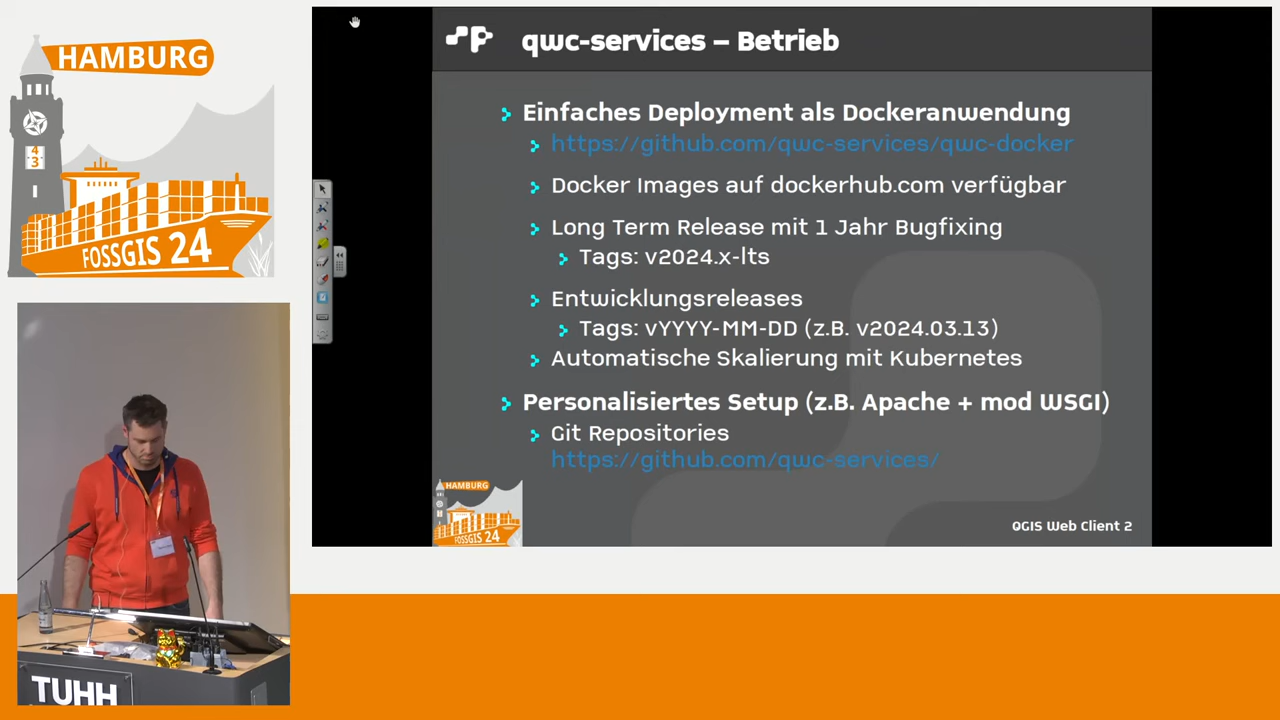 HAMBURG
4
3
FOSSGIS 24
qwc-services – Betrieb
Einfaches Deployment als Dockeranwendung
https://github.com/qwc-services/qwc-docker
Docker Images auf dockerhub.com verfügbar
Long Term Release mit 1 Jahr Bugfixing
Tags: v2024.x-lts
Entwicklungsreleases
Tags: vYYYY-MM-DD (z.B. v2024.03.13)
Automatische Skalierung mit Kubernetes
Personalisiertes Setup (z.B. Apache + mod WSGI)
Git Repositories
https://github.com/qwc-services/
HAMBURG
FOSSGIS 24
QGIS Web Client 2
TUHH